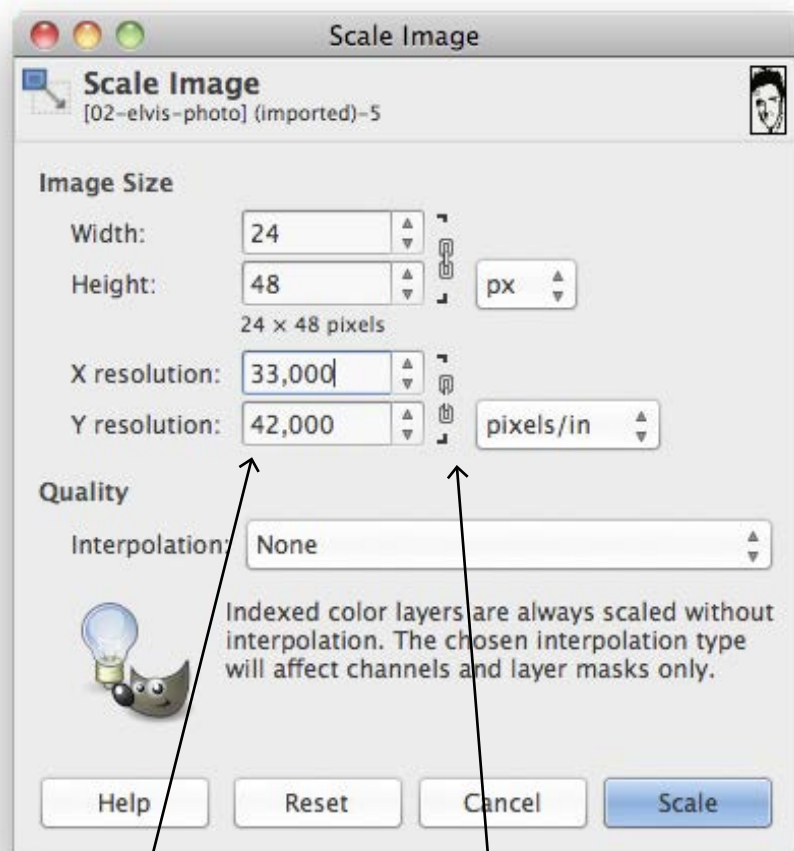 Scale Image
Scale Image
[02-elvis-photo] (imported)-5
Image Size
Width: 24
Height: 48 px
24 × 48 pixels
X resolution: 33,000
Y resolution: 42,000 pixels/in
Quality
Interpolation: None
Indexed color layers are always scaled without
interpolation. The chosen interpolation type
will affect channels and layer masks only.
Help Reset Cancel Scale